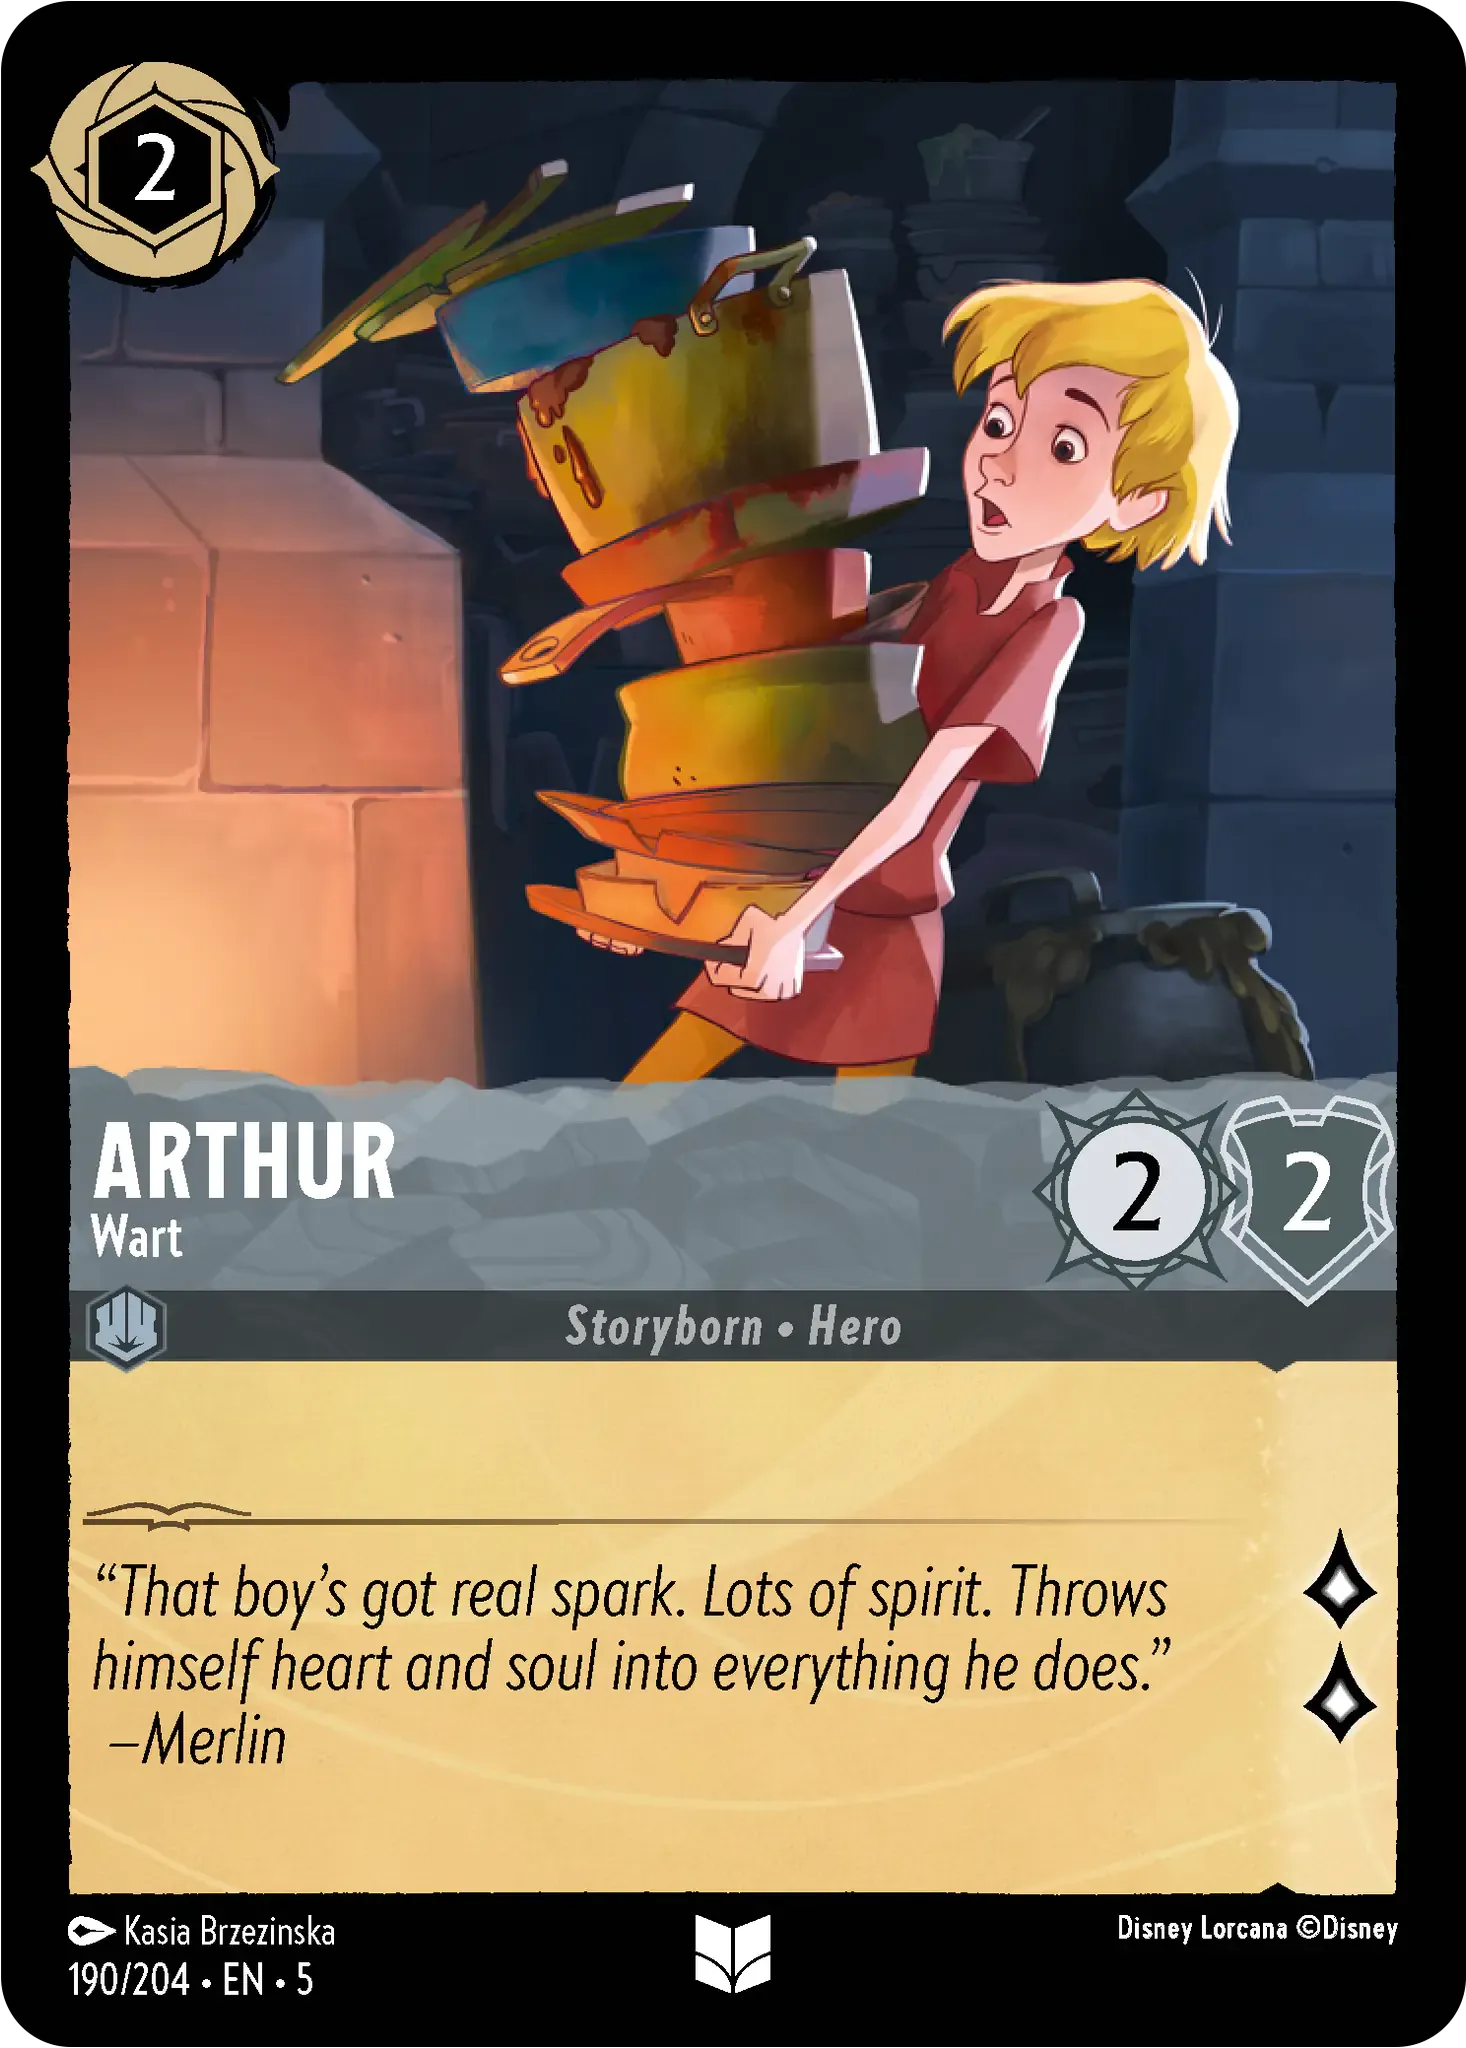 2
ARTHUR
Wart
2
2
Storyborn • Hero
“That boy’s got real spark. Lots of spirit. Throws
himself heart and soul into everything he does.”
–Merlin
Kasia Brzezinska
190/204 • EN • 5
Disney Lorcana ©Disney